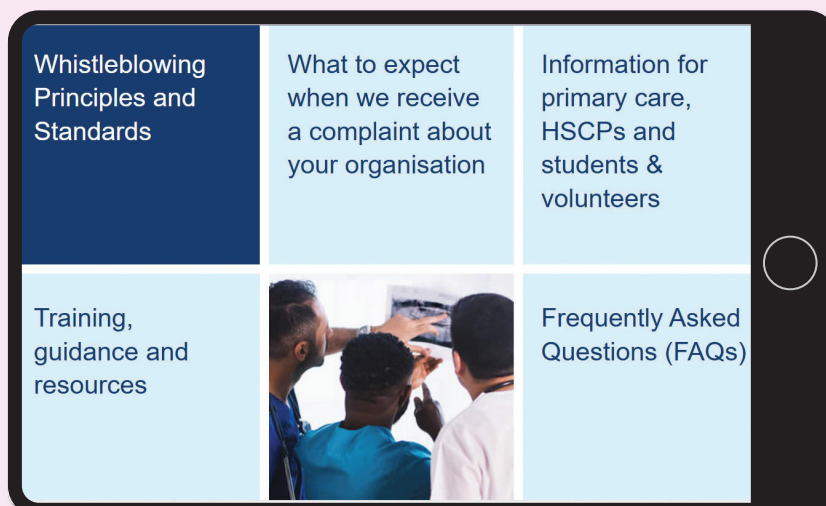 Whistleblowing
Principles and
Standards
What to expect
when we receive
a complaint about
your organisation
Information for
primary care,
HSCPs and
students &
volunteers
Training,
guidance and
resources
Frequently Asked
Questions (FAQs)